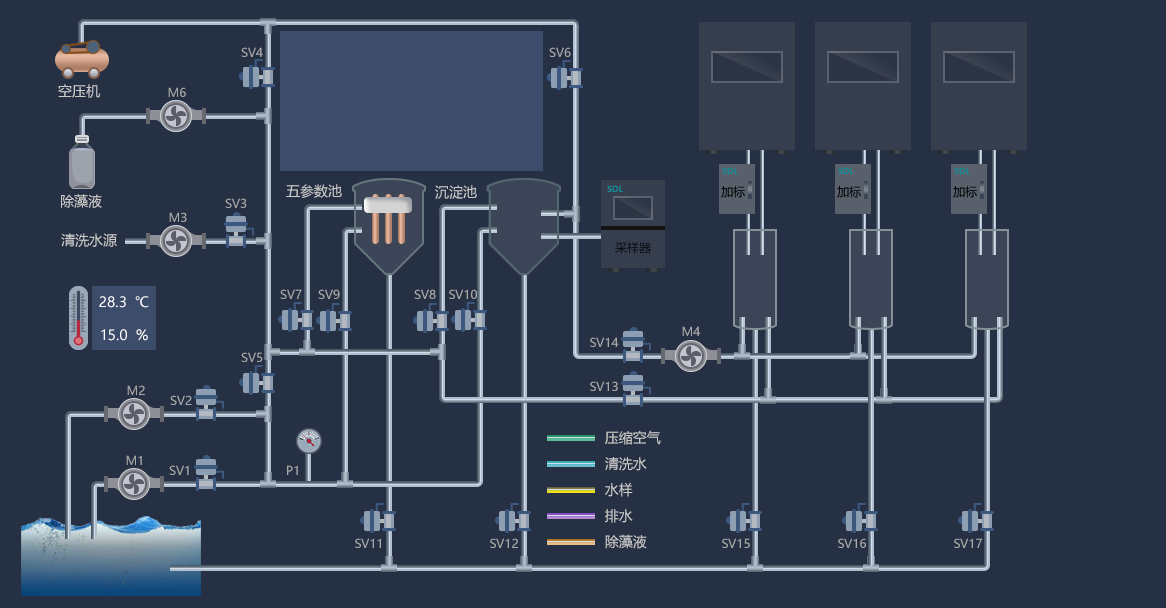 SV4
SV6
空压机
M6
SDL
SDL
SDL
加标
加标
加标
除藻液
五参数池
沉淀池
SDL
M3
SV3
清洗水源
采样器
28.3 ℃
15.0 %
SV7
SV9
SV8
SV10
SV14
M4
SV5
SV13
M2
SV2
M1
SV1
P1
压缩空气
清洗水
水样
排水
除藻液
SV11
SV12
SV15
SV16
SV17